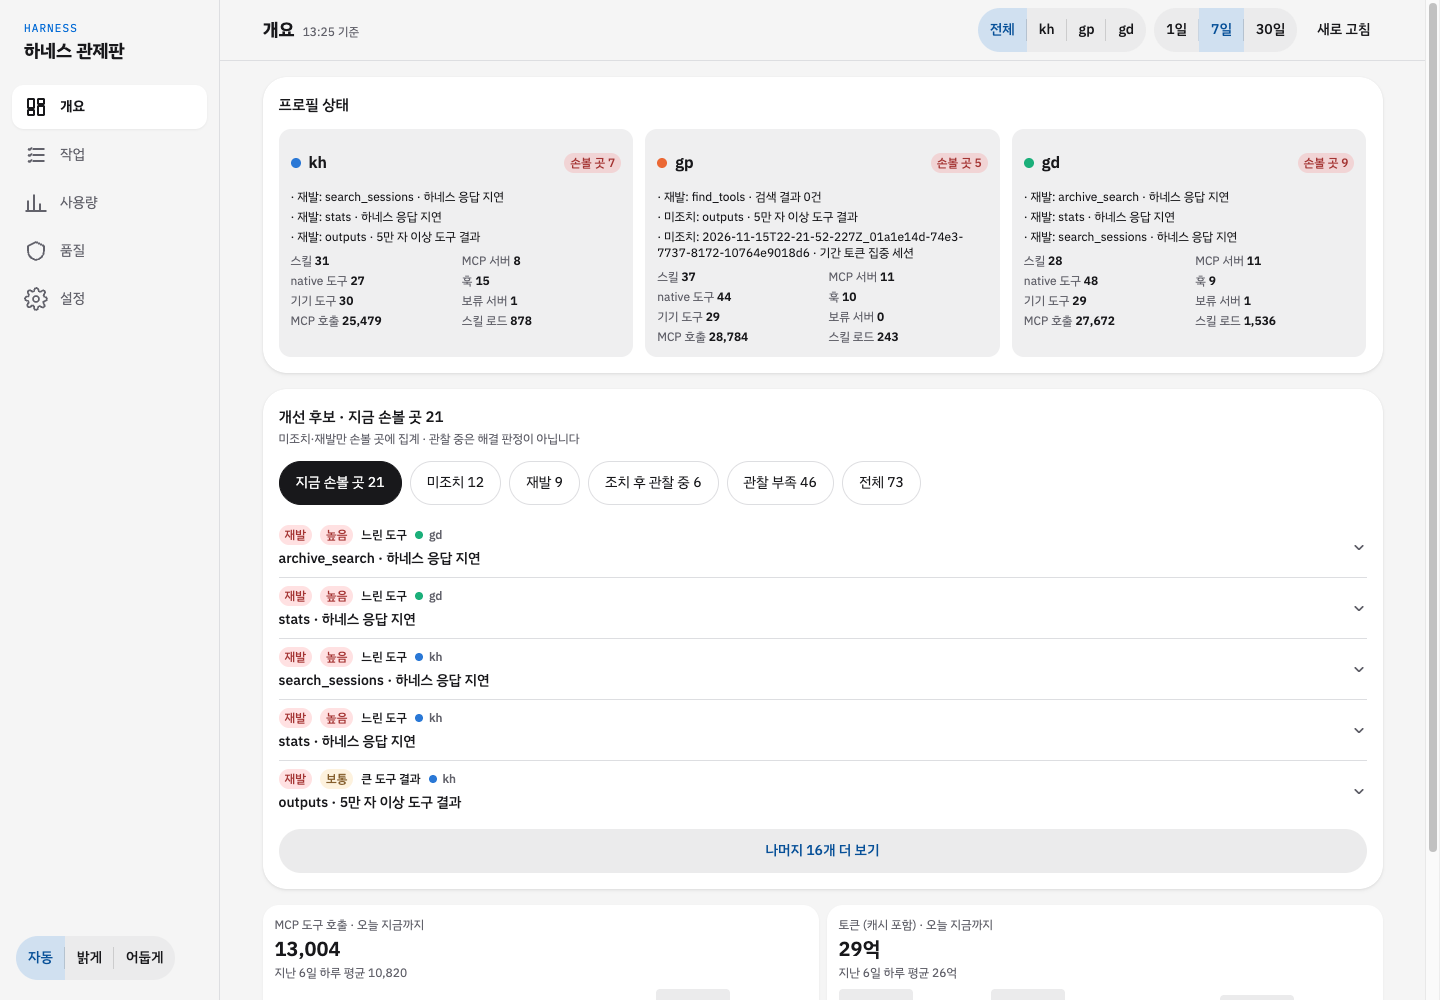 HARNESS
하네스 관제판
개요
작업
사용량
품질
설정
자동 밝게 어둡게
개요 13:25 기준
전체 kh gp gd
1일 7일 30일
새로 고침
프로필 상태
kh 손볼 곳 7
· 재발: search_sessions · 하네스 응답 지연
· 재발: stats · 하네스 응답 지연
· 재발: outputs · 5만 자 이상 도구 결과
스킬 31 MCP 서버 8
native 도구 27 훅 15
기기 도구 30 보류 서버 1
MCP 호출 25,479 스킬 로드 878
gp 손볼 곳 5
· 재발: find_tools · 검색 결과 0건
· 미조치: outputs · 5만 자 이상 도구 결과
· 미조치: 2026-11-15T22-21-52-227Z_01a1e14d-74e3-
7737-8172-10764e9018d6 · 기간 토큰 집중 세션
스킬 37 MCP 서버 11
native 도구 44 훅 10
기기 도구 29 보류 서버 0
MCP 호출 28,784 스킬 로드 243
gd 손볼 곳 9
· 재발: archive_search · 하네스 응답 지연
· 재발: stats · 하네스 응답 지연
· 재발: search_sessions · 하네스 응답 지연
스킬 28 MCP 서버 11
native 도구 48 훅 9
기기 도구 29 보류 서버 1
MCP 호출 27,672 스킬 로드 1,536
개선 후보 · 지금 손볼 곳 21
미조치·재발만 손볼 곳에 집계 · 관찰 중은 해결 판정이 아닙니다
지금 손볼 곳 21 미조치 12 재발 9 조치 후 관찰 중 6 관찰 부족 46 전체 73
재발 높음 느린 도구 gd
archive_search · 하네스 응답 지연
재발 높음 느린 도구 gd
stats · 하네스 응답 지연
재발 높음 느린 도구 kh
search_sessions · 하네스 응답 지연
재발 높음 느린 도구 kh
stats · 하네스 응답 지연
재발 보통 큰 도구 결과 kh
outputs · 5만 자 이상 도구 결과
나머지 16개 더 보기
MCP 도구 호출 · 오늘 지금까지
13,004
지난 6일 하루 평균 10,820
토큰 (캐시 포함) · 오늘 지금까지
29억
지난 6일 하루 평균 26억